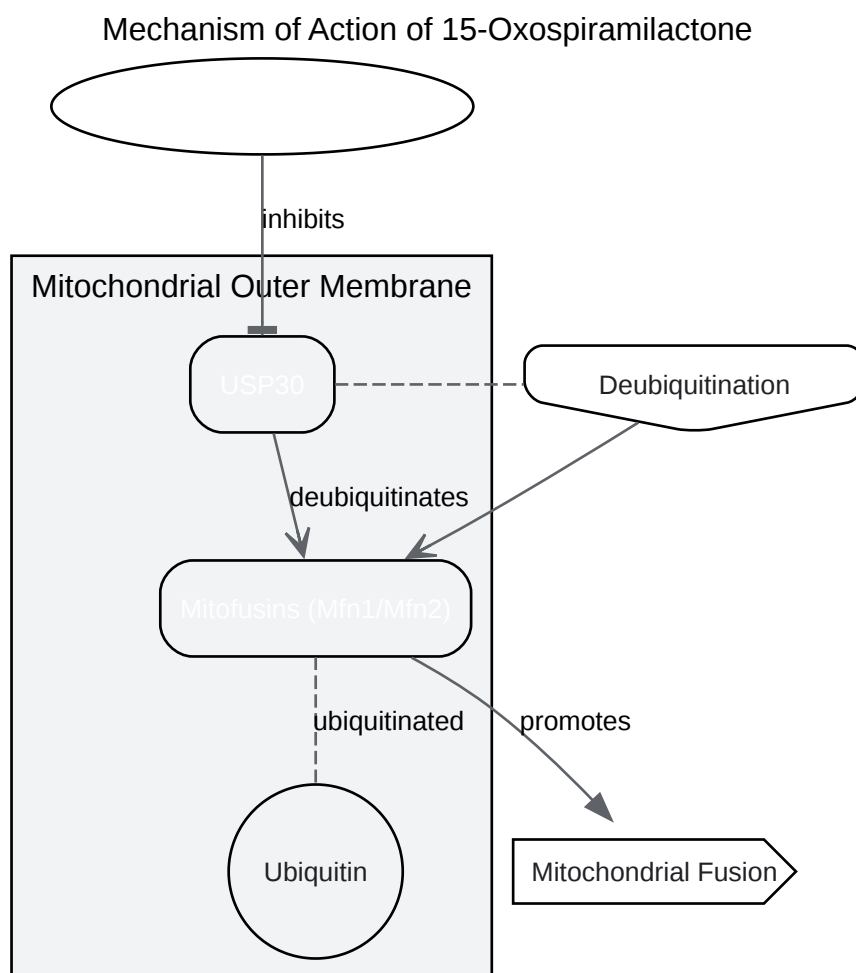 Mechanism of Action of 15-Oxospiramilactone
inhibits
Mitochondrial Outer Membrane
USP30
Deubiquitination
deubiquitinates
Mitofusins (Mfn1/Mfn2)
ubiquitinated
promotes
Ubiquitin
Mitochondrial Fusion